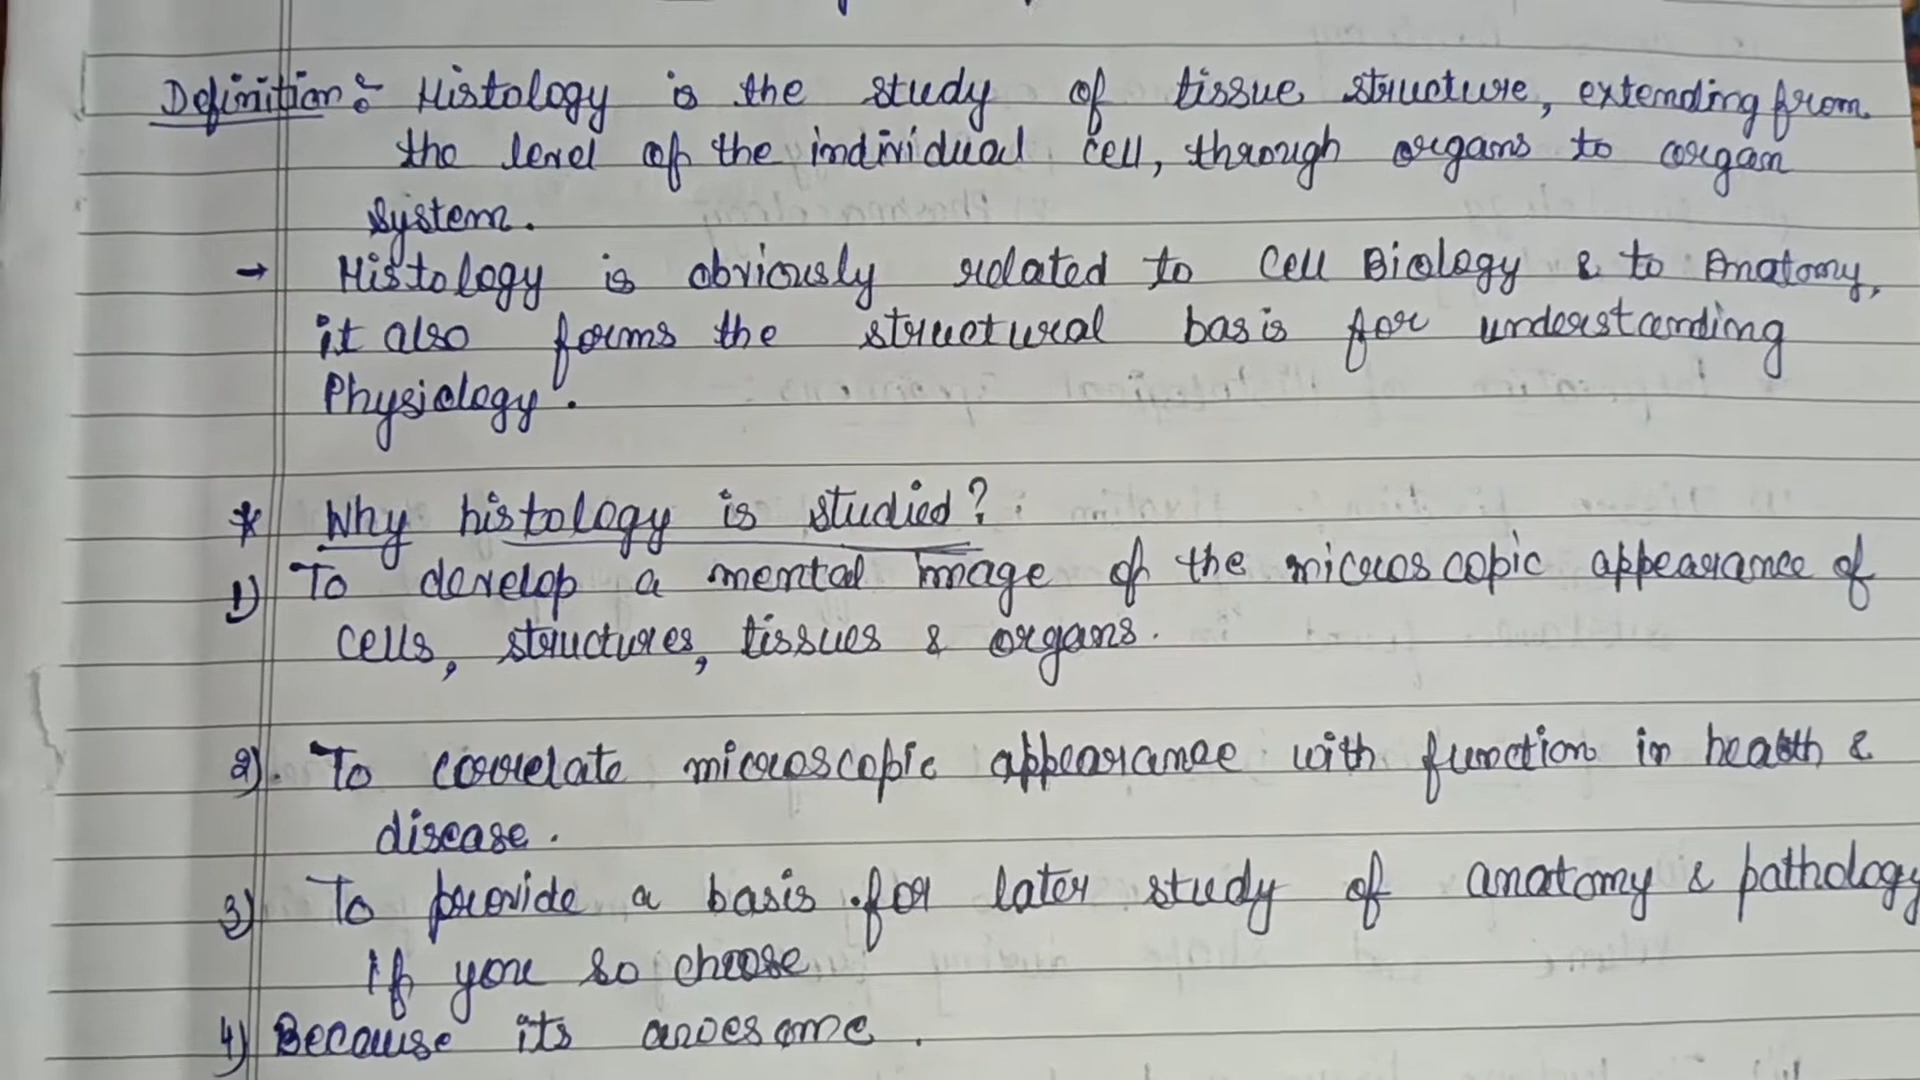 Definition:- Histology is the study of tissue structure, extending from
the level of the individual cell, through organs to organ
system.
→ Histology is obviously related to Cell Biology & to Anatomy,
it also forms the structural basis for understanding
Physiology.
* Why histology is studied?
1) To develop a mental image of the microscopic appearance of
cells, structures, tissues & organs.
2). To correlate microscopic appearance with function in health &
disease.
3) To provide a basis for later study of anatomy & pathology
If you so choose
4) Because its awesome.